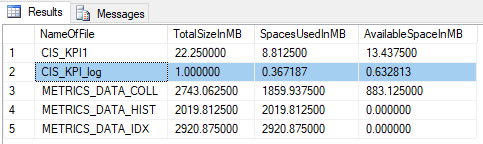 Results Messages
NameOfFile TotalSizeInMB SpacesUsedInMB AvailableSpaceInMB
1 CIS_KPI1 22.250000 8.812500 13.437500
2 CIS_KPI_log 1.000000 0.367187 0.632813
3 METRICS_DATA_COLL 2743.062500 1859.937500 883.125000
4 METRICS_DATA_HIST 2019.812500 2019.812500 0.000000
5 METRICS_DATA_IDX 2920.875000 2920.875000 0.000000